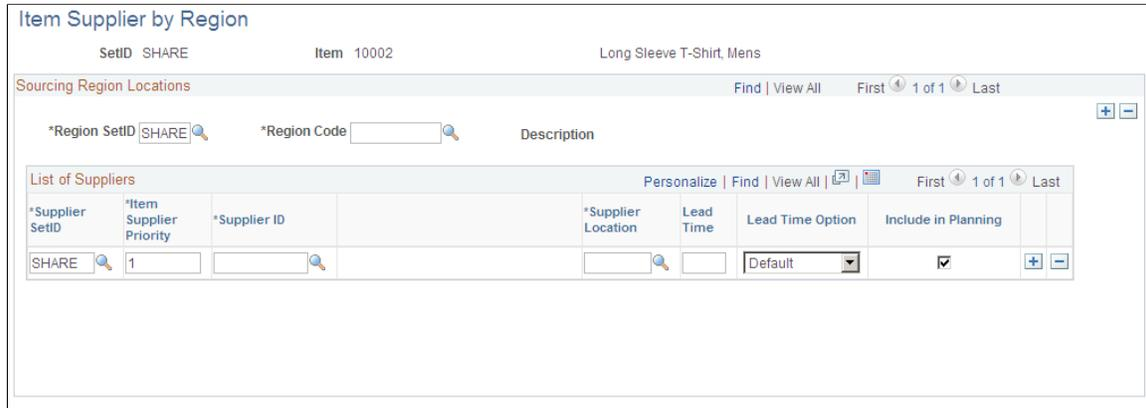 Item Supplier by Region
SetID SHARE Item 10002 Long Sleeve T-Shirt, Mens
Sourcing Region Locations Find | View All First 1 of 1 Last
*Region SetID SHARE *Region Code Description
List of Suppliers Personalize | Find | View All | | First 1 of 1 Last
*Supplier SetID *Item Supplier Priority *Supplier ID *Supplier Location Lead Time Lead Time Option Include in Planning
SHARE 1 Default